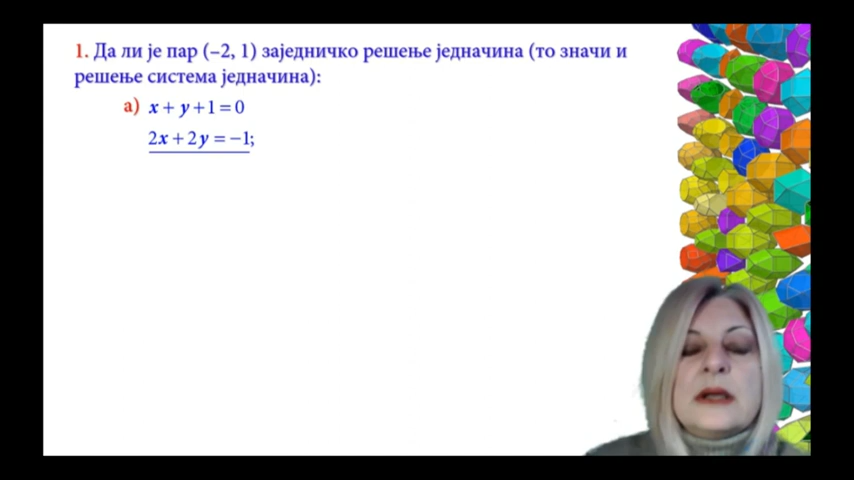 1. Да ли је пар (–2, 1) заједничко решење једначина (то значи и
решење система једначина):
а) x + y + 1 = 0
2x + 2y = −1;